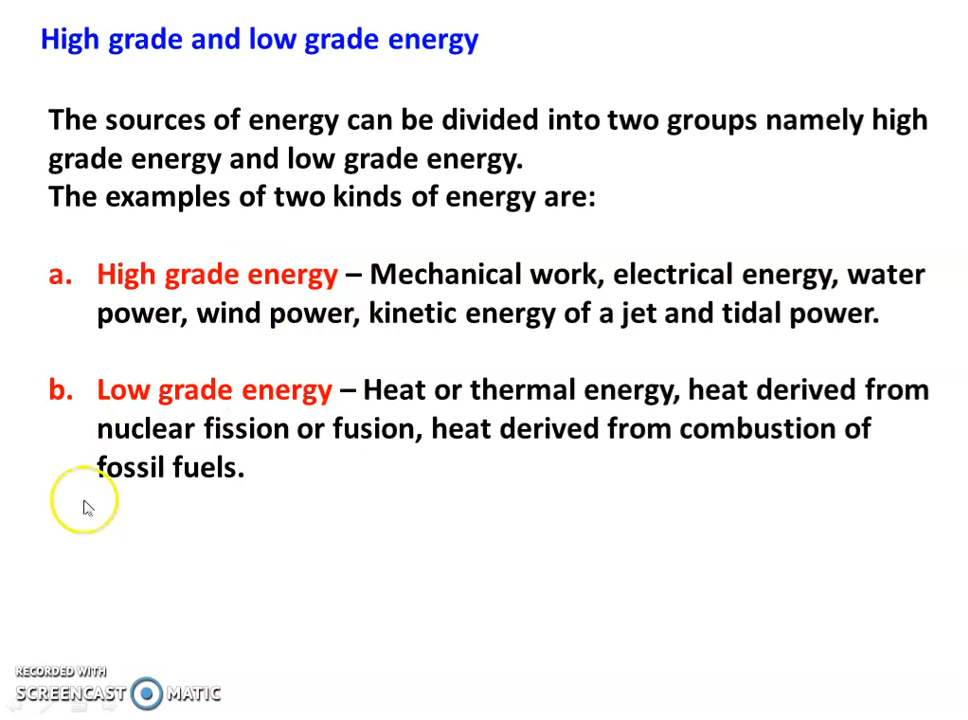 High grade and low grade energy
The sources of energy can be divided into two groups namely high
grade energy and low grade energy.
The examples of two kinds of energy are:
a. High grade energy – Mechanical work, electrical energy, water
power, wind power, kinetic energy of a jet and tidal power.
b. Low grade energy – Heat or thermal energy, heat derived from
nuclear fission or fusion, heat derived from combustion of
fossil fuels.
RECORDED WITH
SCREENCAST MATIC